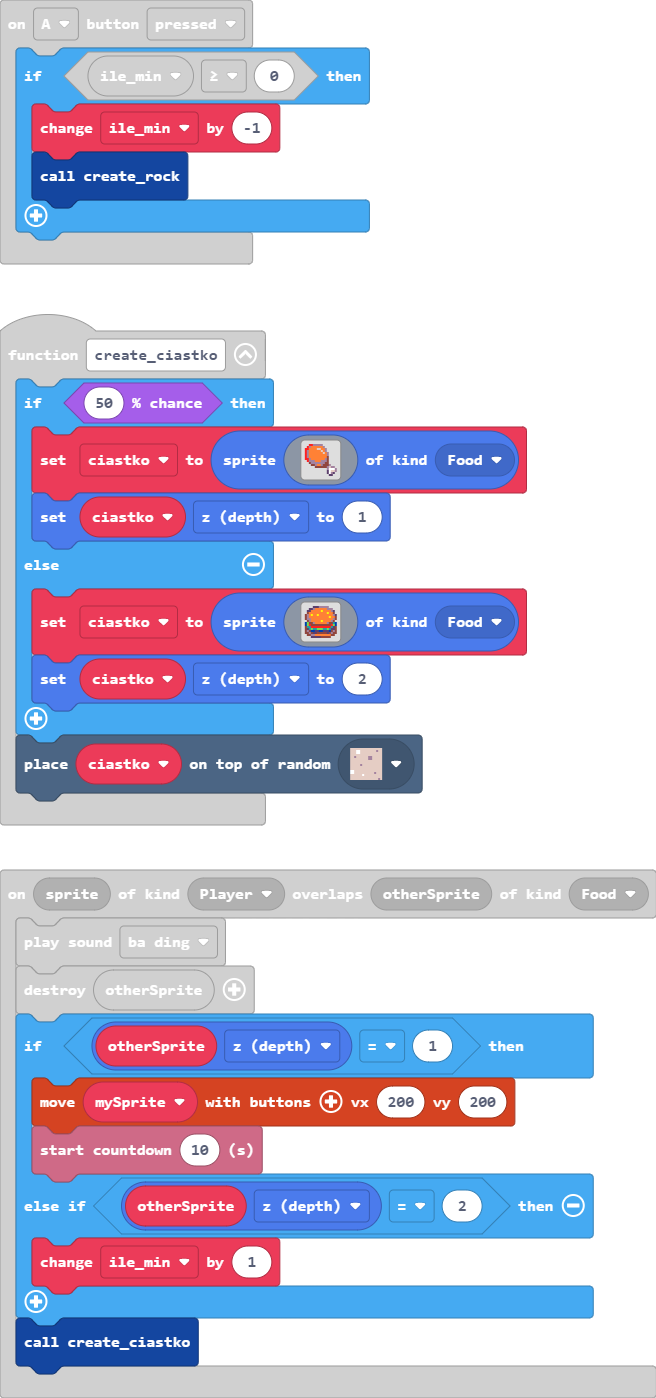 on A button pressed
if ile_min ≥ 0 then
change ile_min by -1
call create_rock
function create_ciastko
if 50 % chance then
set ciastko to sprite of kind Food
set ciastko z (depth) to 1
else
set ciastko to sprite of kind Food
set ciastko z (depth) to 2
place ciastko on top of random
on sprite of kind Player overlaps otherSprite of kind Food
play sound ba ding
destroy otherSprite
if otherSprite z (depth) = 1 then
move mySprite with buttons vx 200 vy 200
start countdown 10 (s)
else if otherSprite z (depth) = 2 then
change ile_min by 1
call create_ciastko